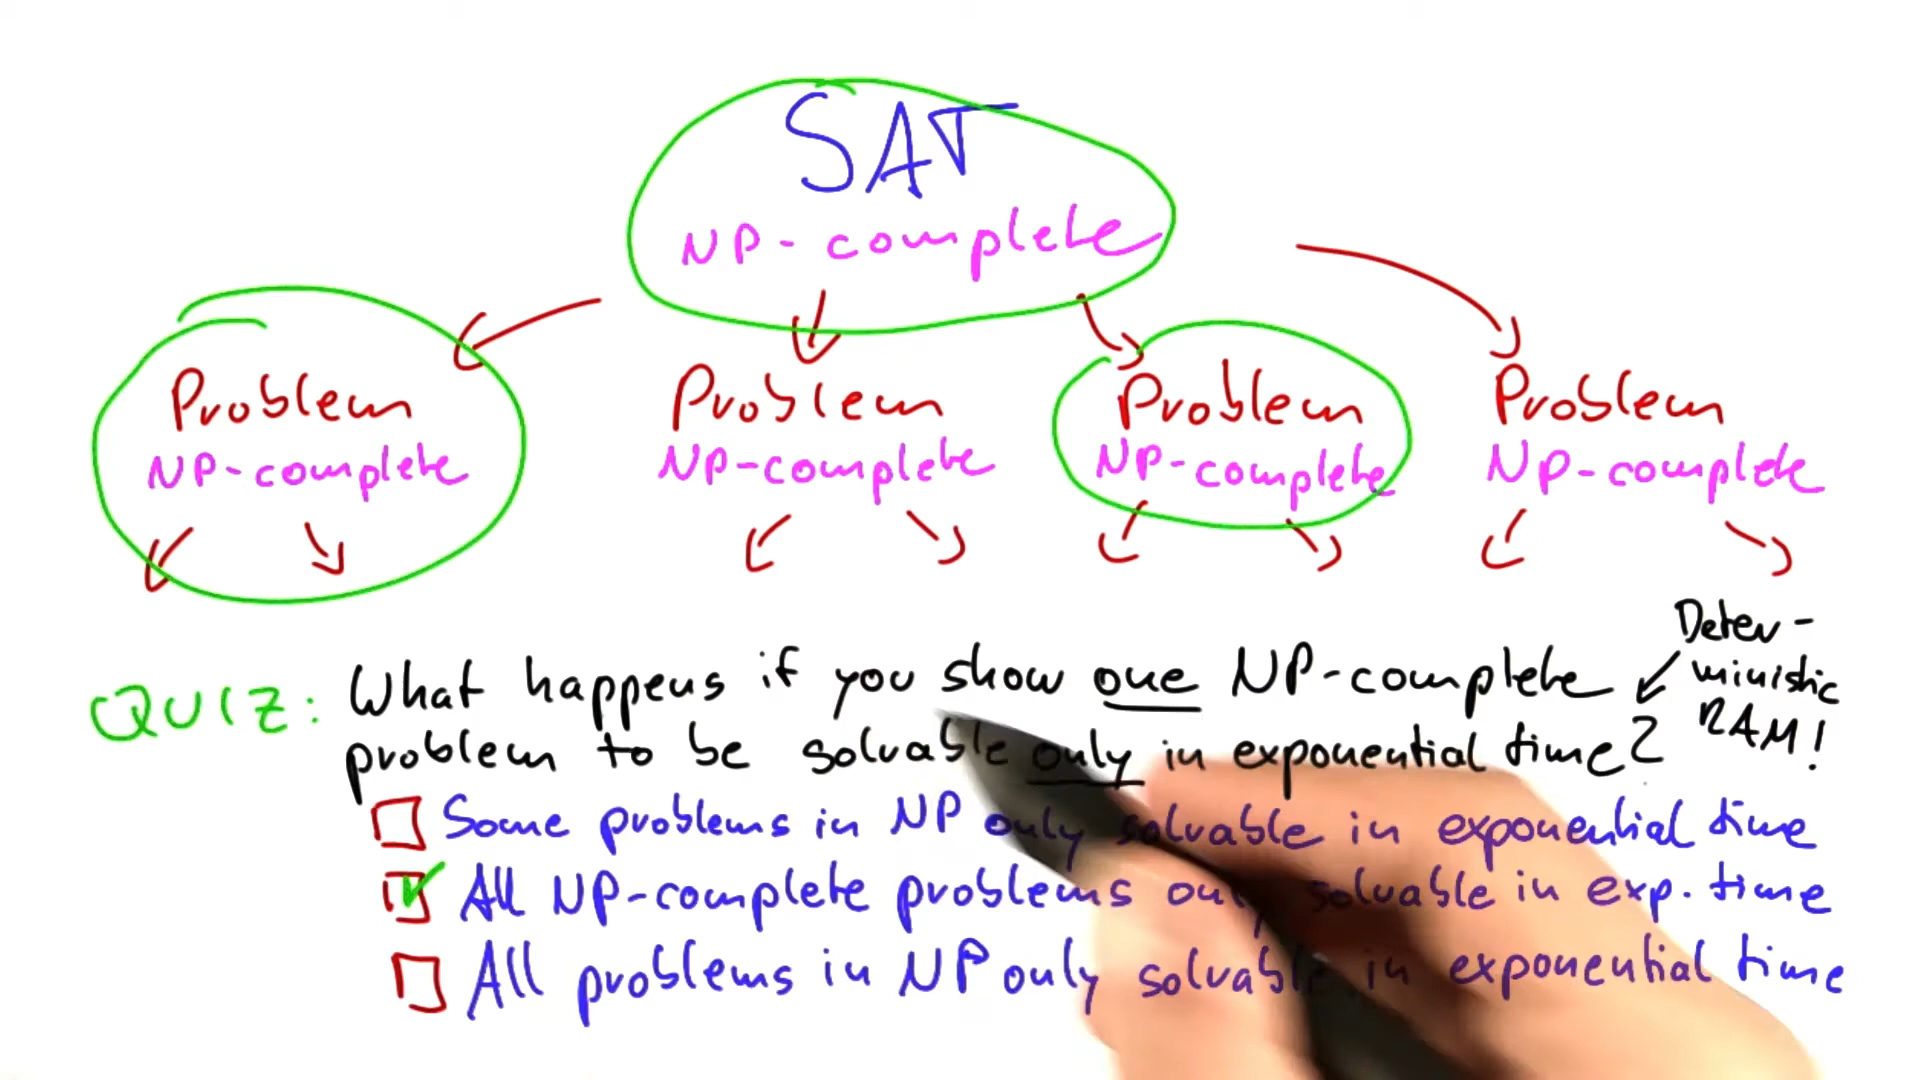 SAT
NP-complete
Problem Problem Problem Problem
NP-complete NP-complete NP-complete NP-complete
Deter-
ministic
RAM!
QUIZ: What happens if you show one NP-complete
problem to be solvable only in exponential time?
Some problems in NP only solvable in exponential time
All NP-complete problems only solvable in exp. time
All problems in NP only solvable in exponential time